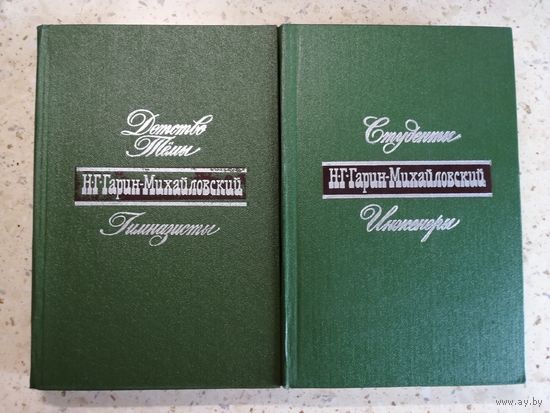 Детство
Тёмы
Н·Г·Гарин-Михайловский
Гимназисты
Студенты
Н·Г·Гарин-Михайловский
Инженеры
www.ay.by